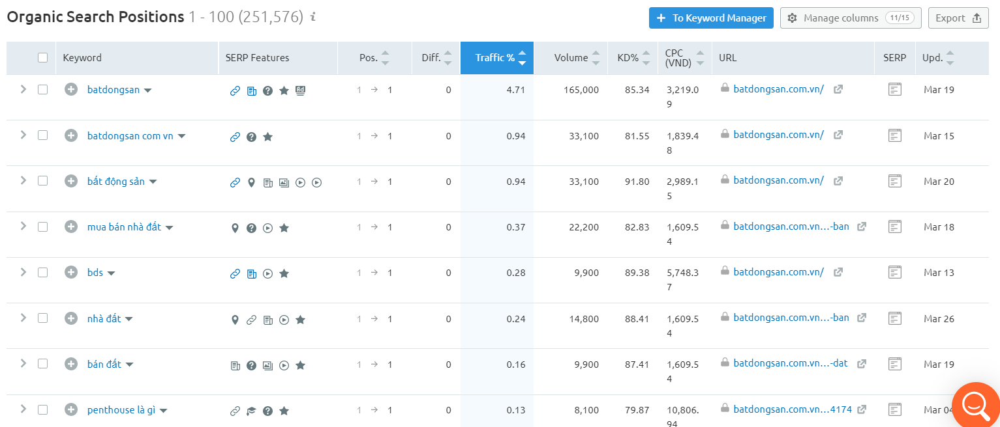 Organic Search Positions 1 - 100 (251,576) i
+ To Keyword Manager
Manage columns 11/15
Export
Keyword SERP Features Pos. Diff. Traffic % Volume KD% CPC (VND) URL SERP Upd.
batdongsan 1 → 1 0 4.71 165,000 85.34 3,219.09 batdongsan.com.vn/ Mar 19
batdongsan com vn 1 → 1 0 0.94 33,100 81.55 1,839.48 batdongsan.com.vn/ Mar 15
bất động sản 1 → 1 0 0.94 33,100 91.80 2,989.15 batdongsan.com.vn/ Mar 20
mua bán nhà đất 1 → 1 0 0.37 22,200 82.83 1,609.54 batdongsan.com.vn...-ban Mar 18
bds 1 → 1 0 0.28 9,900 89.38 5,748.37 batdongsan.com.vn/ Mar 13
nhà đất 1 → 1 0 0.24 14,800 88.41 1,609.54 batdongsan.com.vn...-ban Mar 26
bán đất 1 → 1 0 0.16 9,900 87.41 1,609.54 batdongsan.com.vn...-dat Mar 19
penthouse là gì 1 → 1 0 0.13 8,100 79.87 10,806.94 batdongsan.com.vn...4174 Mar 04